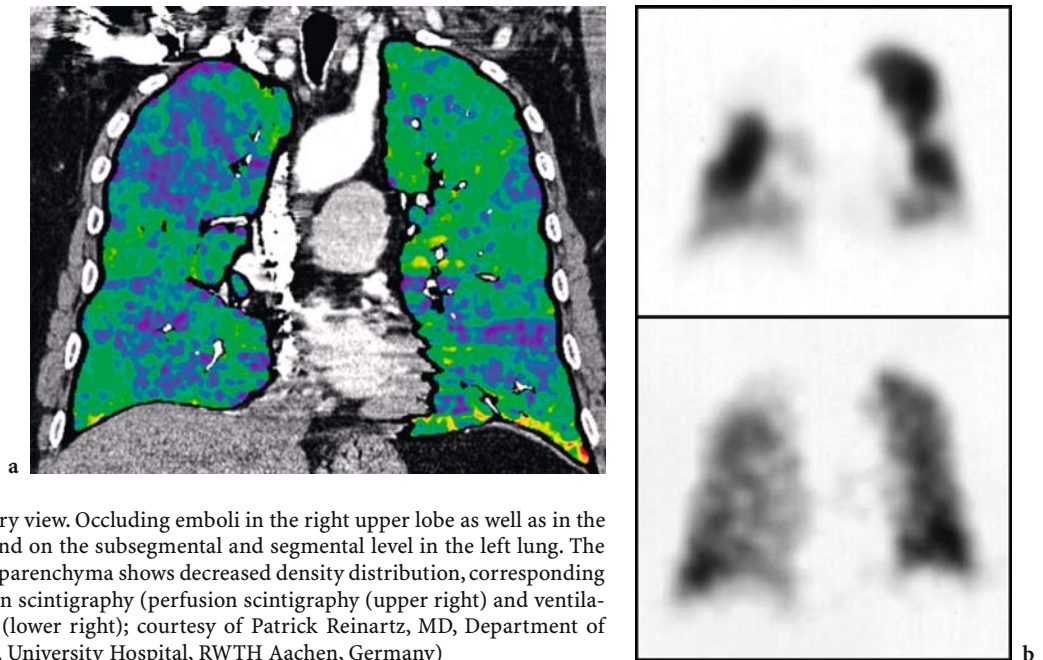 a
b
ry view. Occluding emboli in the right upper lobe as well as in the
nd on the subsegmental and segmental level in the left lung. The
parenchyma shows decreased density distribution, corresponding
n scintigraphy (perfusion scintigraphy (upper right) and ventila-
(lower right); courtesy of Patrick Reinartz, MD, Department of
, University Hospital, RWTH Aachen, Germany)